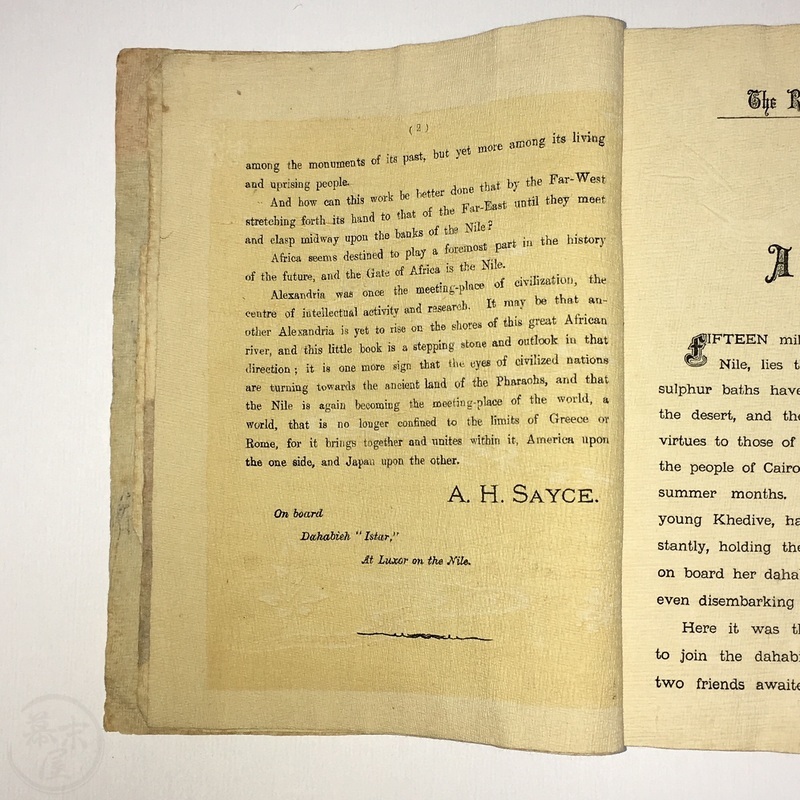 ( 2 )
among the monuments of its past, but yet more among its living
and uprising people.
And how can this work be better done that by the Far-West
stretching forth its hand to that of the Far-East until they meet
and clasp midway upon the banks of the Nile?
Africa seems destined to play a foremost part in the history
of the future, and the Gate of Africa is the Nile.
Alexandria was once the meeting-place of civilization, the
centre of intellectual activity and research. It may be that an-
other Alexandria is yet to rise on the shores of this great African
river, and this little book is a stepping stone and outlook in that
direction; it is one more sign that the eyes of civilized nations
are turning towards the ancient land of the Pharaohs, and that
the Nile is again becoming the meeting-place of the world, a
world, that is no longer confined to the limits of Greece or
Rome, for it brings together and unites within it, America upon
the one side, and Japan upon the other.
A. H. SAYCE.
On board
Dahabieh "Istar,"
At Luxor on the Nile.
The
A
FIFTEEN
Nile, lies
sulphur baths have
the desert, and
virtues to those of
the people of Cairo
summer months.
young Khedive,
stantly, holding the
on board her
even disembarking
Here it was
to join the
two friends
幕末屋